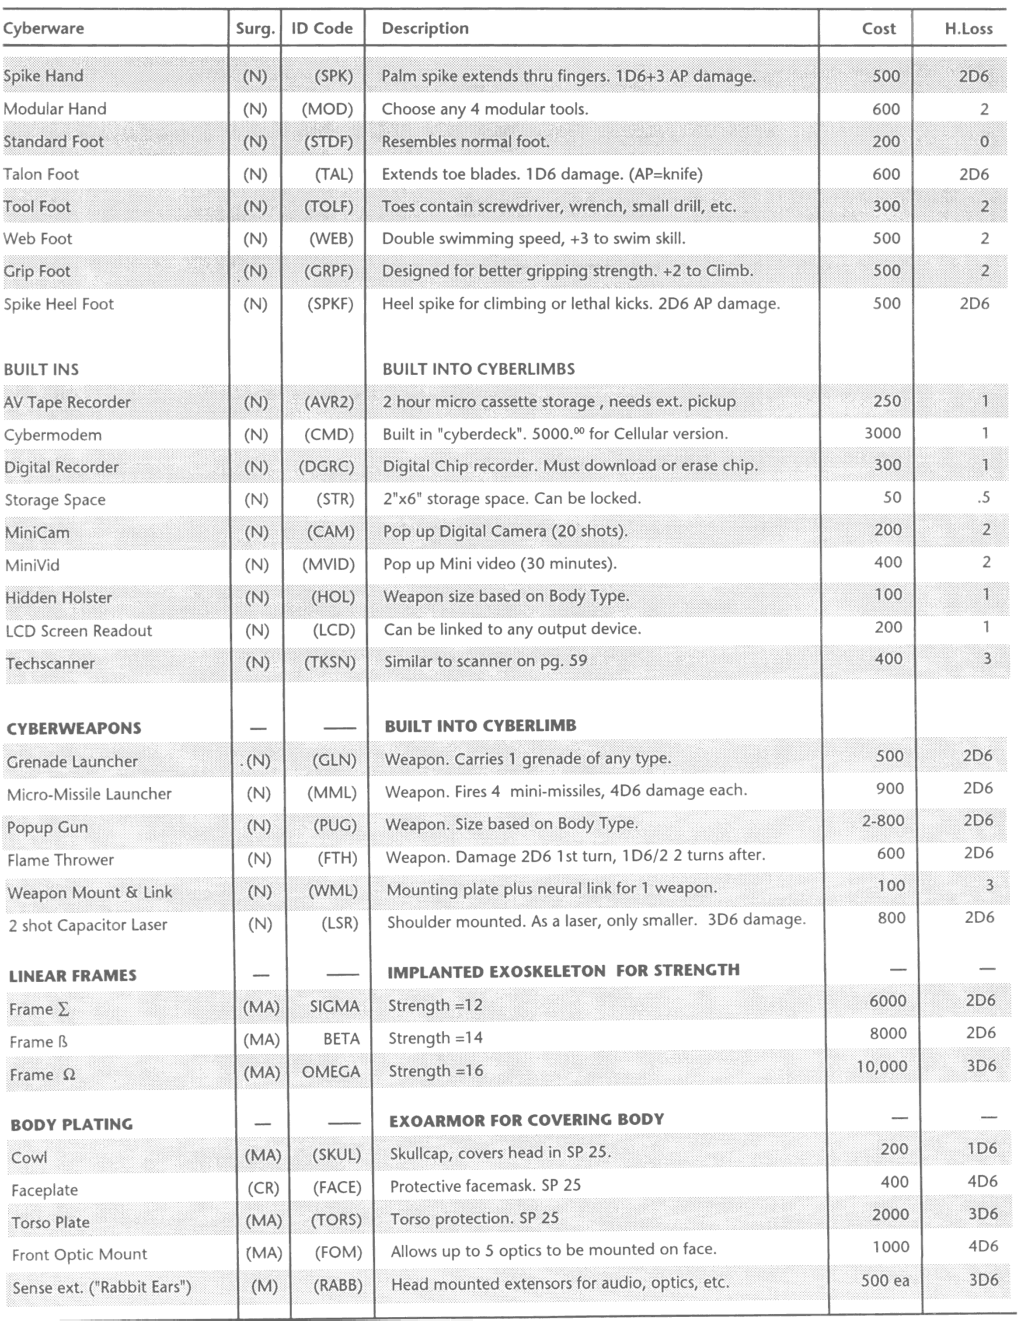 Cyberware Surg. ID Code Description Cost H.Loss
Spike Hand (N) (SPK) Palm spike extends thru fingers. 1D6+3 AP damage. 500 2D6
Modular Hand (N) (MOD) Choose any 4 modular tools. 600 2
Standard Foot (N) (STDF) Resembles normal foot. 200 0
Talon Foot (N) (TAL) Extends toe blades. 1D6 damage. (AP=knife) 600 2D6
Tool Foot (N) (TOLF) Toes contain screwdriver, wrench, small drill, etc. 300 2
Web Foot (N) (WEB) Double swimming speed, +3 to swim skill. 500 2
Grip Foot (N) (GRPF) Designed for better gripping strength. +2 to Climb. 500 2
Spike Heel Foot (N) (SPKF) Heel spike for climbing or lethal kicks. 2D6 AP damage. 500 2D6
BUILT INS BUILT INTO CYBERLIMBS
AV Tape Recorder (N) (AVR2) 2 hour micro cassette storage , needs ext. pickup 250 1
Cybermodem (N) (CMD) Built in "cyberdeck". 5000.⁰⁰ for Cellular version. 3000 1
Digital Recorder (N) (DGRC) Digital Chip recorder. Must download or erase chip. 300 1
Storage Space (N) (STR) 2"x6" storage space. Can be locked. 50 .5
MiniCam (N) (CAM) Pop up Digital Camera (20 shots). 200 2
MiniVid (N) (MVID) Pop up Mini video (30 minutes). 400 2
Hidden Holster (N) (HOL) Weapon size based on Body Type. 100 1
LCD Screen Readout (N) (LCD) Can be linked to any output device. 200 1
Techscanner (N) (TKSN) Similar to scanner on pg. 59 400 3
CYBERWEAPONS — — BUILT INTO CYBERLIMB
Grenade Launcher (N) (GLN) Weapon. Carries 1 grenade of any type. 500 2D6
Micro-Missile Launcher (N) (MML) Weapon. Fires 4 mini-missiles, 4D6 damage each. 900 2D6
Popup Gun (N) (PUG) Weapon. Size based on Body Type. 2-800 2D6
Flame Thrower (N) (FTH) Weapon. Damage 2D6 1st turn, 1D6/2 2 turns after. 600 2D6
Weapon Mount & Link (N) (WML) Mounting plate plus neural link for 1 weapon. 100 3
2 shot Capacitor Laser (N) (LSR) Shoulder mounted. As a laser, only smaller. 3D6 damage. 800 2D6
LINEAR FRAMES — — IMPLANTED EXOSKELETON FOR STRENGTH — —
Frame ∑ (MA) SIGMA Strength =12 6000 2D6
Frame ß (MA) BETA Strength =14 8000 2D6
Frame Ω (MA) OMEGA Strength =16 10,000 3D6
BODY PLATING — — EXOARMOR FOR COVERING BODY — —
Cowl (MA) (SKUL) Skullcap, covers head in SP 25. 200 1D6
Faceplate (CR) (FACE) Protective facemask. SP 25 400 4D6
Torso Plate (MA) (TORS) Torso protection. SP 25 2000 3D6
Front Optic Mount (MA) (FOM) Allows up to 5 optics to be mounted on face. 1000 4D6
Sense ext. ("Rabbit Ears") (M) (RABB) Head mounted extensors for audio, optics, etc. 500 ea 3D6